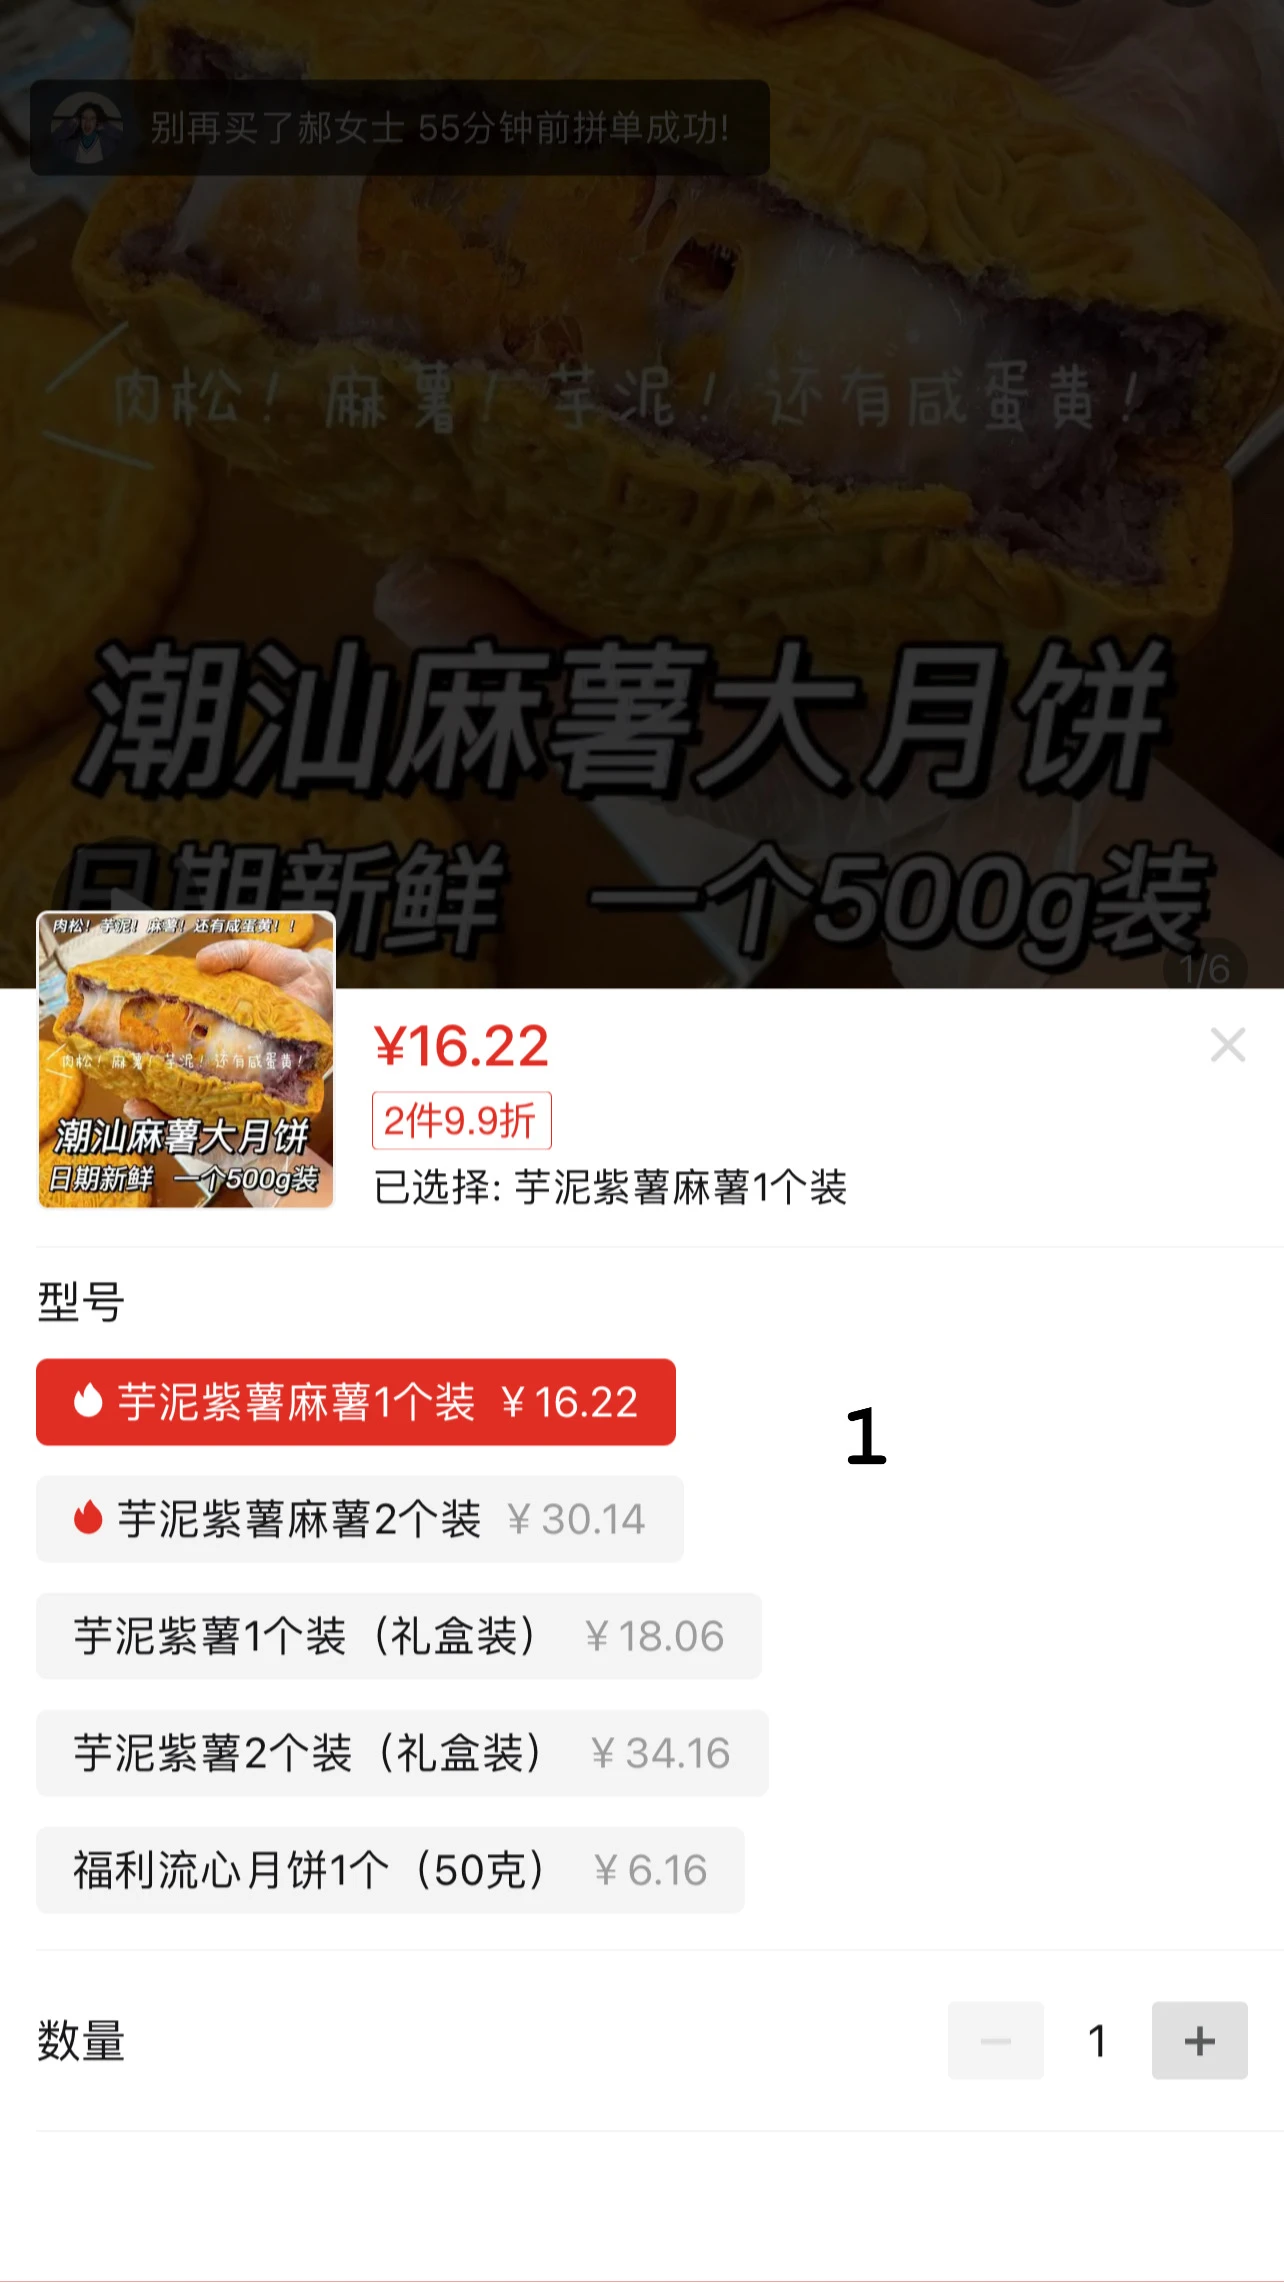 别再买了郝女士 55分钟前拼单成功!
肉松！麻薯！芋泥！还有咸蛋黄！
潮汕麻薯大月饼
日期新鲜 一个500g装
1/6
肉松！芋泥！麻薯！还有咸蛋黄！！
肉松！麻薯！芋泥！还有咸蛋黄！
潮汕麻薯大月饼
日期新鲜 一个500g装
¥16.22
2件9.9折
已选择: 芋泥紫薯麻薯1个装
型号
芋泥紫薯麻薯1个装 ¥16.22
1
芋泥紫薯麻薯2个装 ¥30.14
芋泥紫薯1个装（礼盒装） ¥18.06
芋泥紫薯2个装（礼盒装） ¥34.16
福利流心月饼1个（50克） ¥6.16
数量
1